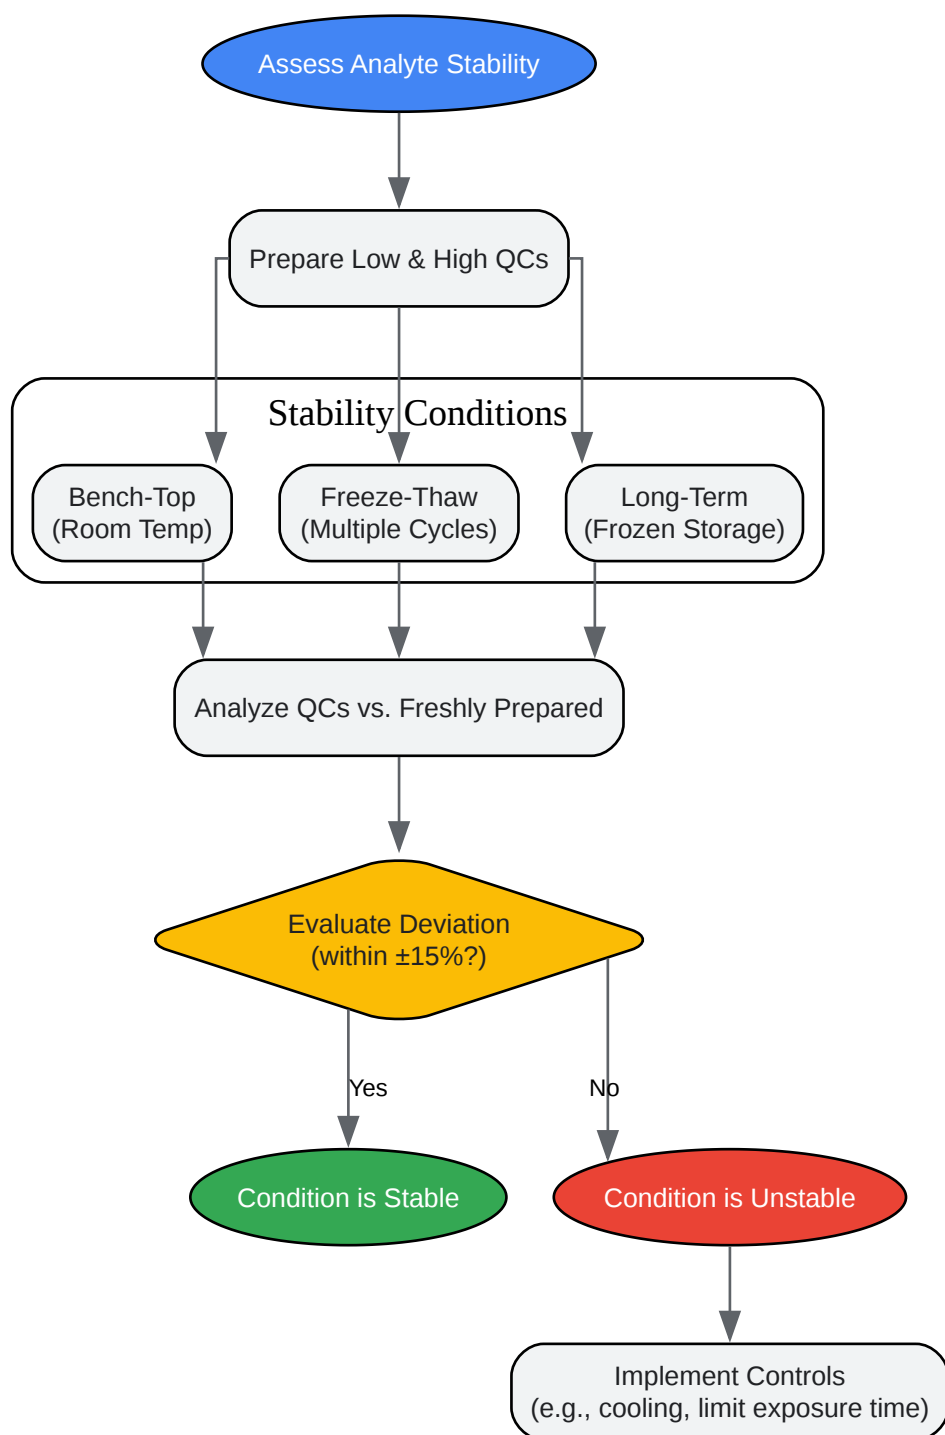 Assess Analyte Stability
Prepare Low & High QCs
Stability Conditions
Bench-Top
(Room Temp)
Freeze-Thaw
(Multiple Cycles)
Long-Term
(Frozen Storage)
Analyze QCs vs. Freshly Prepared
Evaluate Deviation
(within ±15%?)
Yes
No
Condition is Stable
Condition is Unstable
Implement Controls
(e.g., cooling, limit exposure time)